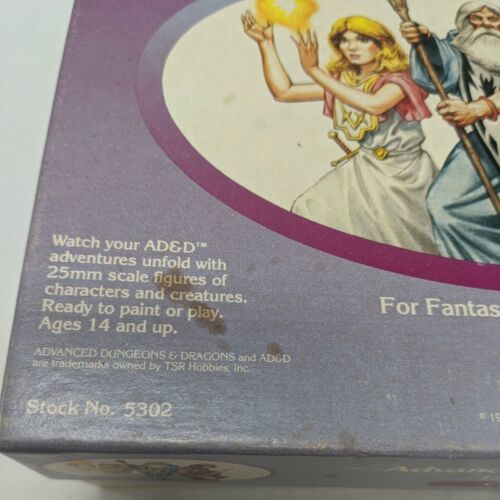 Watch your AD&D™
adventures unfold with
25mm scale figures of
characters and creatures.
Ready to paint or play.
Ages 14 and up.
ADVANCED DUNGEONS & DRAGONS and AD&D
are trademarks owned by TSR Hobbies, Inc.
Stock No. 5302
For Fantas
© 19
Advan